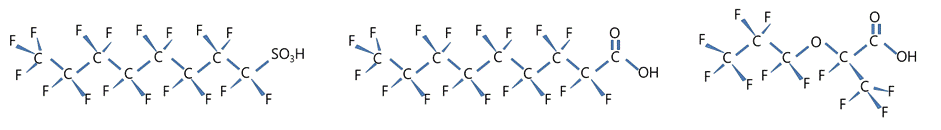 F F F F F F F F
C C C C SO₃H
F C C C C
F F F F F F F F
F F F F F F F F O
C C C C C
F C C C C OH
F F F F F F F F
F F O
F C O C
C C C OH
F F F F F
C F
F F